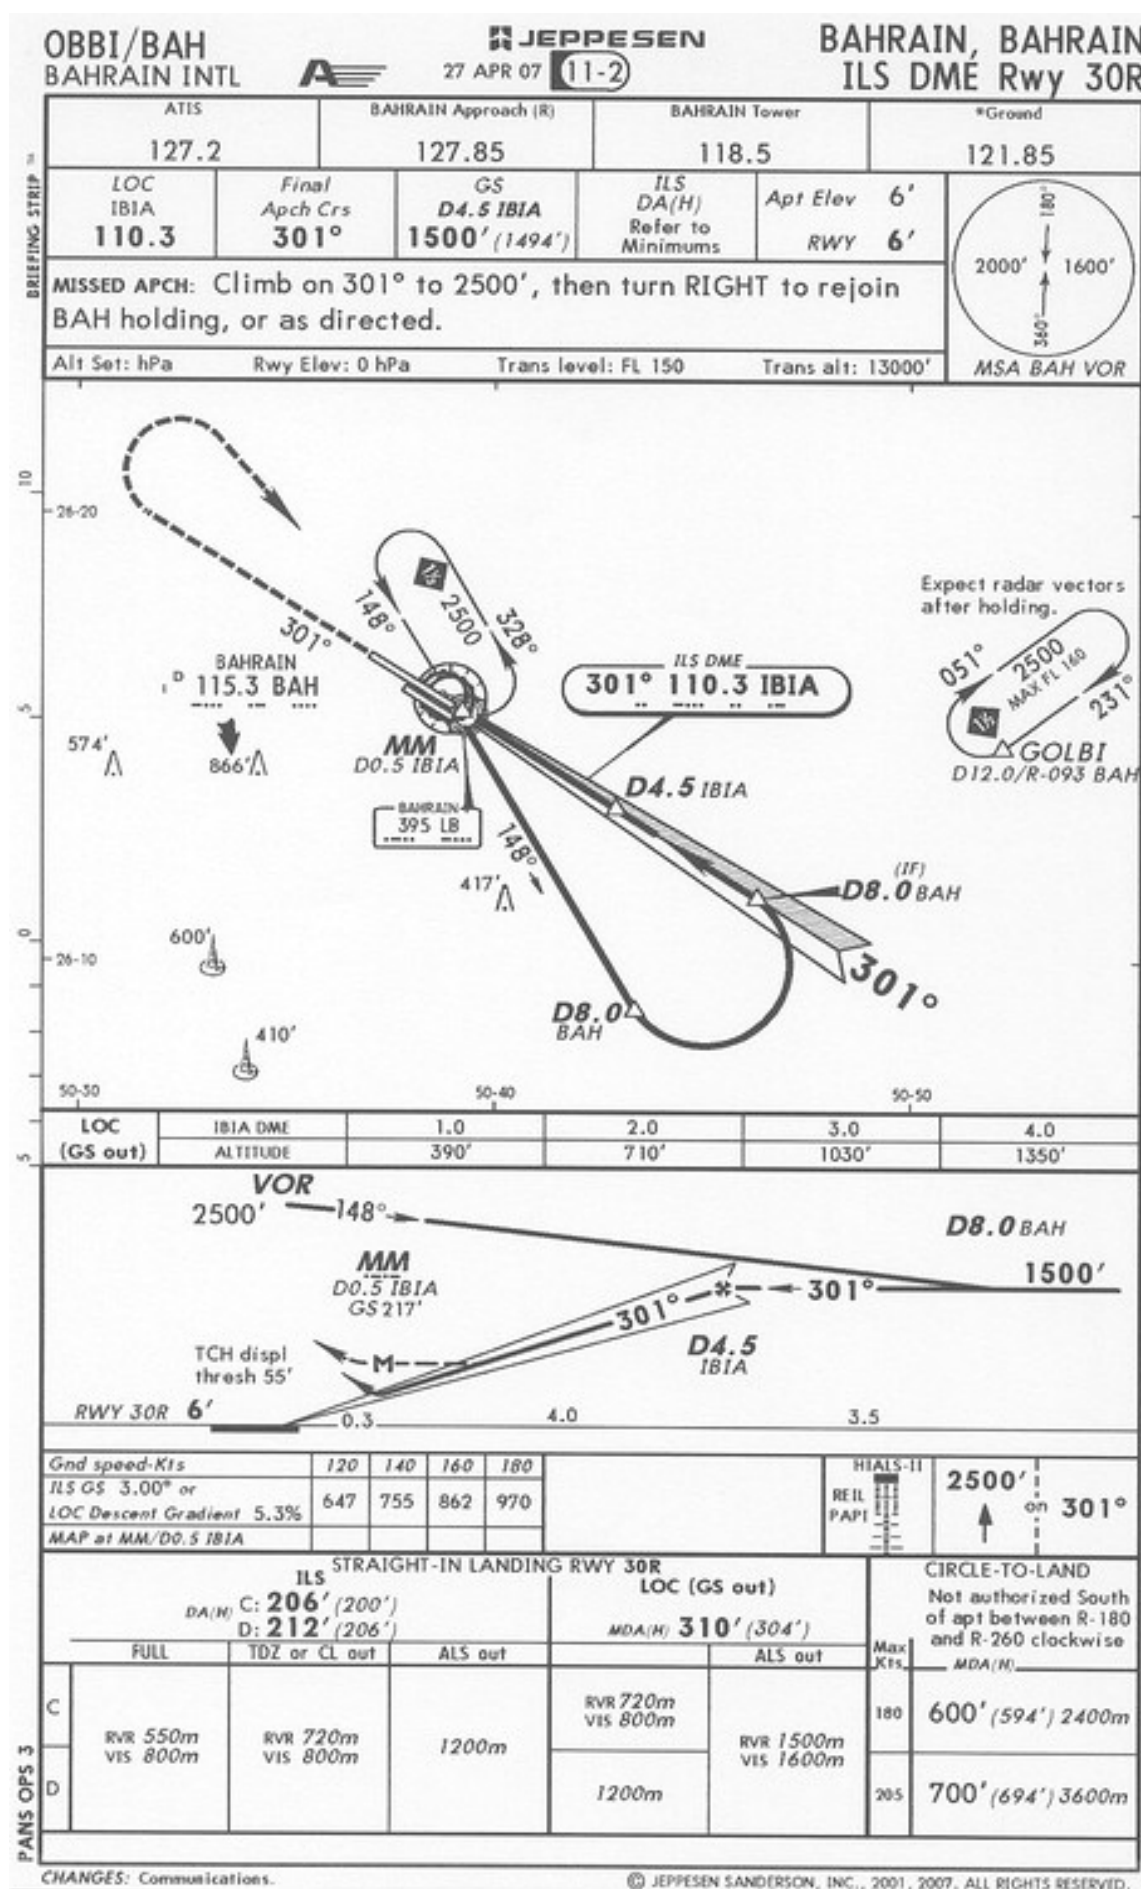 OBBI/BAH
BAHRAIN INTL
JEPPESEN
27 APR 07 11-2
BAHRAIN, BAHRAIN
ILS DME Rwy 30R
BRIEFING STRIP TM
ATIS
127.2
BAHRAIN Approach (R)
127.85
BAHRAIN Tower
118.5
*Ground
121.85
LOC
IBIA
110.3
Final
Apch Crs
301°
GS
D4.5 IBIA
1500' (1494')
ILS
DA(H)
Refer to
Minimums
Apt Elev 6'
RWY 6'
180°
2000' 1600'
360°
MSA BAH VOR
MISSED APCH: Climb on 301° to 2500', then turn RIGHT to rejoin
BAH holding, or as directed.
Alt Set: hPa Rwy Elev: 0 hPa Trans level: FL 150 Trans alt: 13000'
10
26-20
148°
2500
328°
301°
BAHRAIN
D 115.3 BAH
ILS DME
301° 110.3 IBIA
Expect radar vectors
after holding.
051°
2500
MAX FL 160
231°
GOLBI
D12.0/R-093 BAH
5
574'
866'
MM
D0.5 IBIA
D4.5 IBIA
BAHRAIN
395 LB
148°
417'
(IF)
D8.0 BAH
0
600'
26-10
301°
D8.0
BAH
410'
50-30
50-40
50-50
5
LOC
(GS out)
IBIA DME 1.0 2.0 3.0 4.0
ALTITUDE 390' 710' 1030' 1350'
VOR
2500' 148°
D8.0 BAH
1500'
MM
D0.5 IBIA
GS 217'
301°
301°
D4.5
IBIA
TCH displ
thresh 55'
M
RWY 30R 6'
0.3 4.0 3.5
Gnd speed-Kts 120 140 160 180
ILS GS 3.00° or
LOC Descent Gradient 5.3% 647 755 862 970
MAP at MM/D0.5 IBIA
HIALS-II
REIL
PAPI
2500' on 301°
PANS OPS 3
STRAIGHT-IN LANDING RWY 30R
ILS
DA(H) C: 206' (200')
D: 212' (206')
LOC (GS out)
MDA(H) 310' (304')
CIRCLE-TO-LAND
Not authorized South
of apt between R-180
and R-260 clockwise
FULL TDZ or CL out ALS out ALS out
Max
Kts
MDA(H)
C
D
RVR 550m
VIS 800m
RVR 720m
VIS 800m
1200m
RVR 720m
VIS 800m
1200m
RVR 1500m
VIS 1600m
180 600' (594') 2400m
205 700' (694') 3600m
CHANGES: Communications.
© JEPPESEN SANDERSON, INC., 2001, 2007. ALL RIGHTS RESERVED.